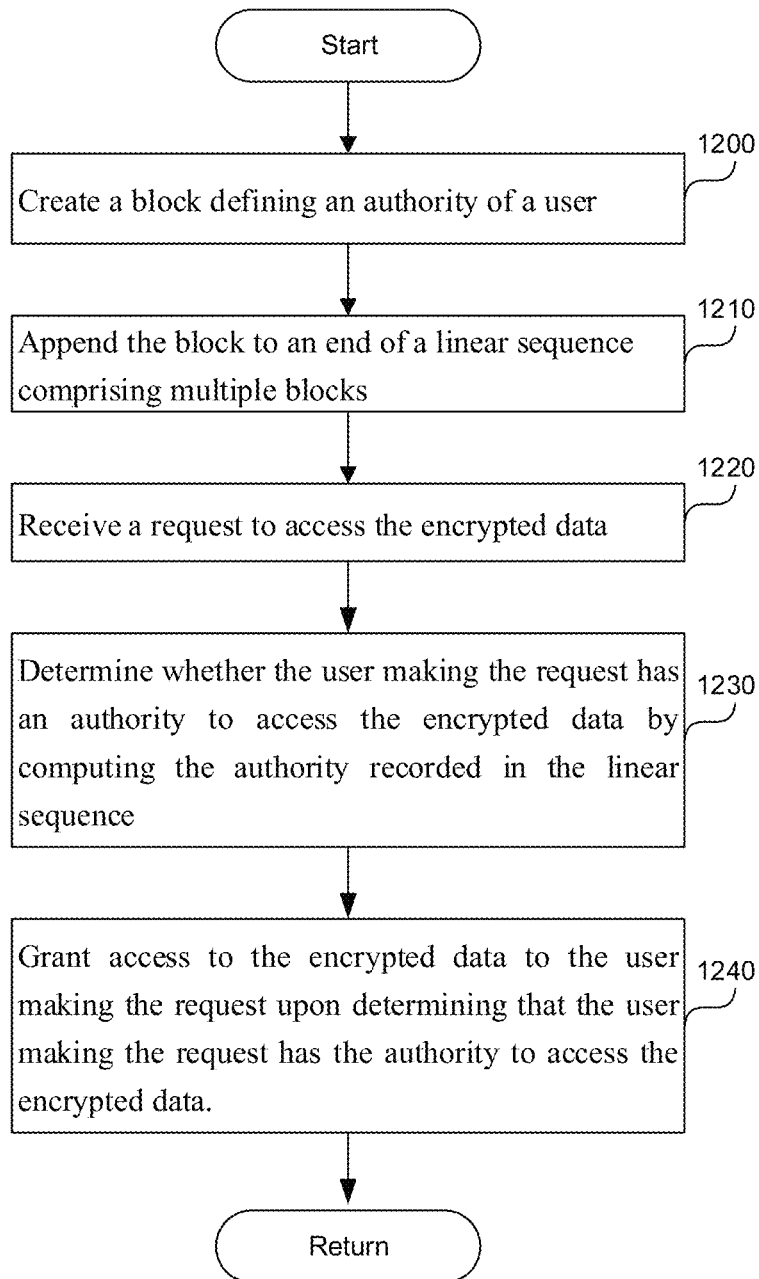 Start
1200
Create a block defining an authority of a user
1210
Append the block to an end of a linear sequence
comprising multiple blocks
1220
Receive a request to access the encrypted data
1230
Determine whether the user making the request has
an authority to access the encrypted data by
computing the authority recorded in the linear
sequence
1240
Grant access to the encrypted data to the user
making the request upon determining that the user
making the request has the authority to access the
encrypted data.
Return